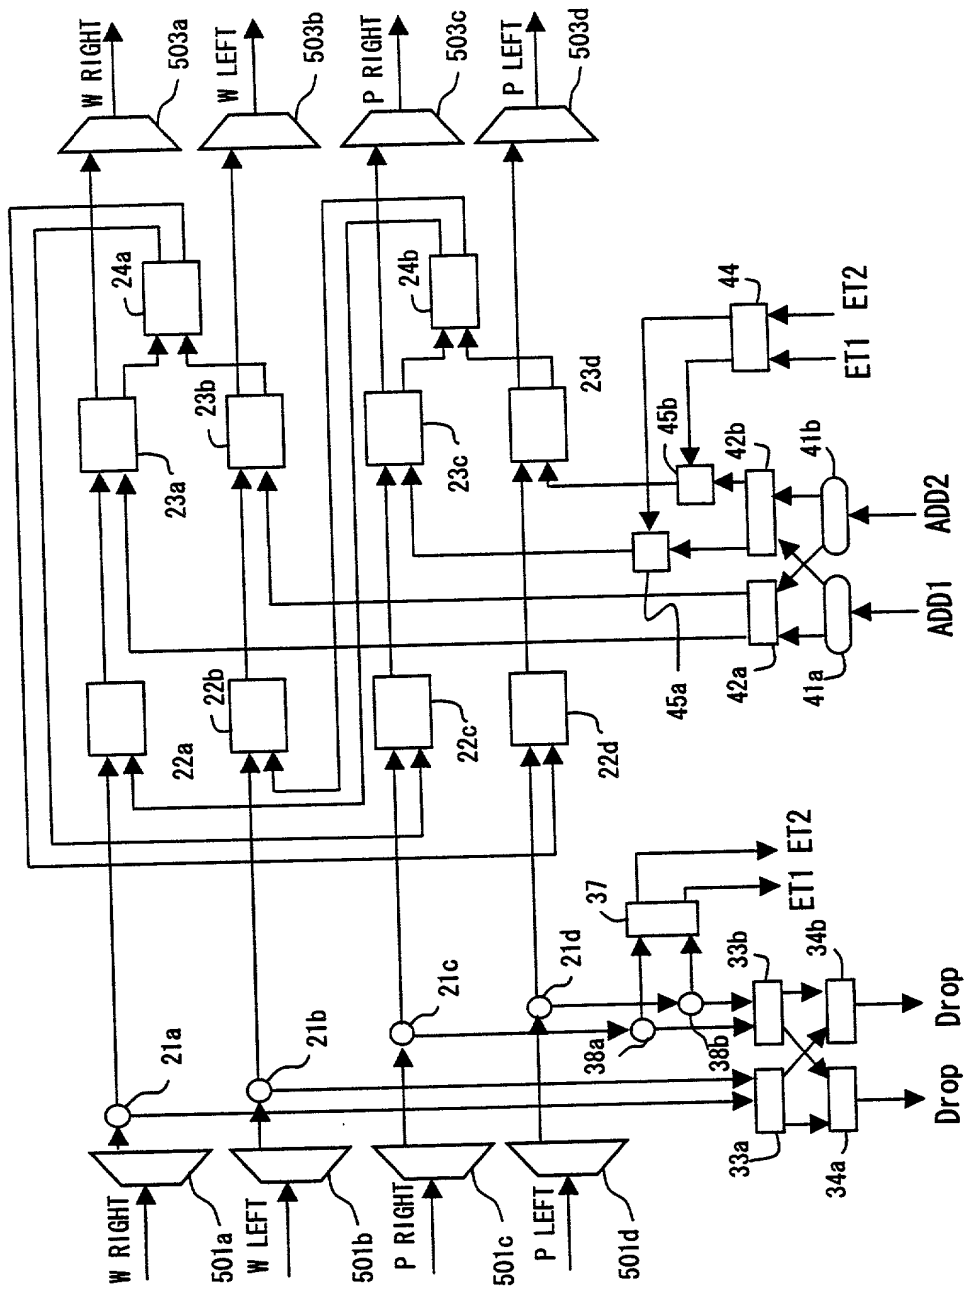 W RIGHT
503a
W LEFT
503b
P RIGHT
503c
P LEFT
503d
24a
24b
44
ET2
ET1
23a
23b
23c
23d
45b
42b
41b
ADD2
ADD1
22a
22b
22c
22d
45a
42a
41a
37
ET2
ET1
21a
21b
21c
21d
38a
38b
33b
34b
Drop
Drop
33a
34a
W RIGHT
501a
W LEFT
501b
P RIGHT
501c
P LEFT
501d